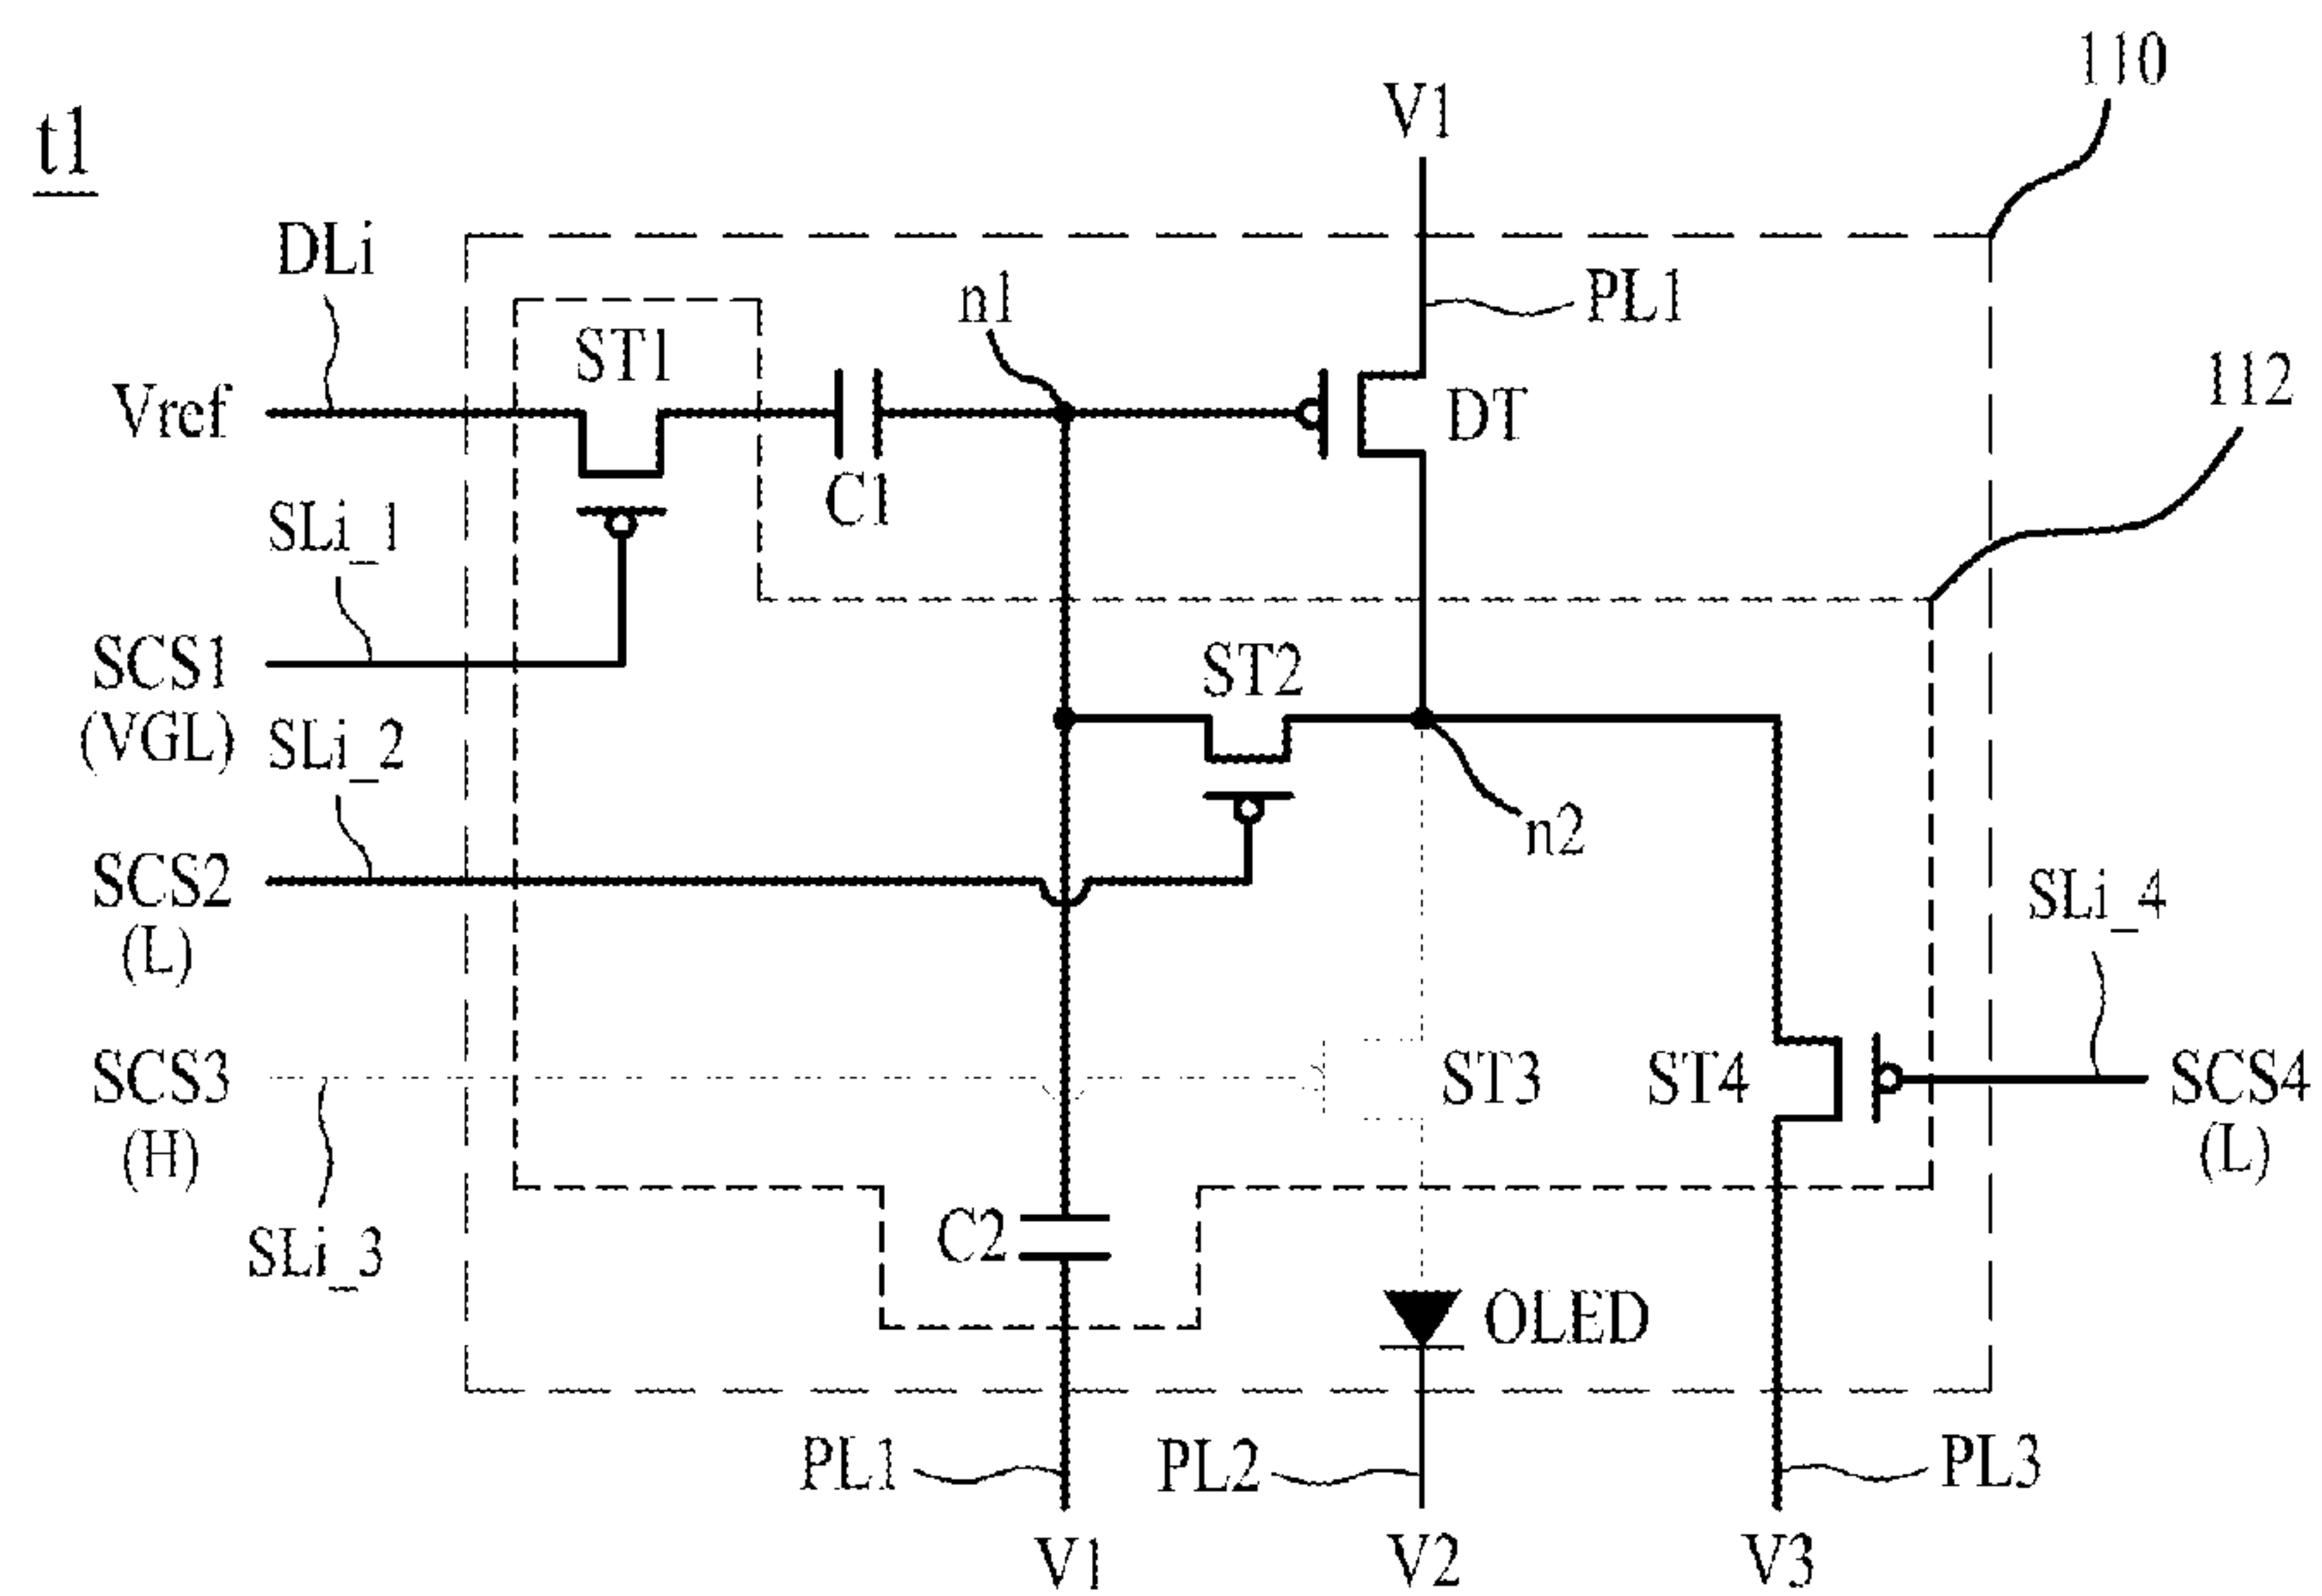 110
V1
t1
DLi
n1
PL1
ST1
112
Vref
DT
C1
SLi_1
SCS1
(VGL)
ST2
SLi_2
n2
SCS2
(L)
SLi_4
SCS3
(H)
ST3
ST4
SCS4
(L)
C2
SLi_3
OLED
PL1
PL2
PL3
V1
V2
V3